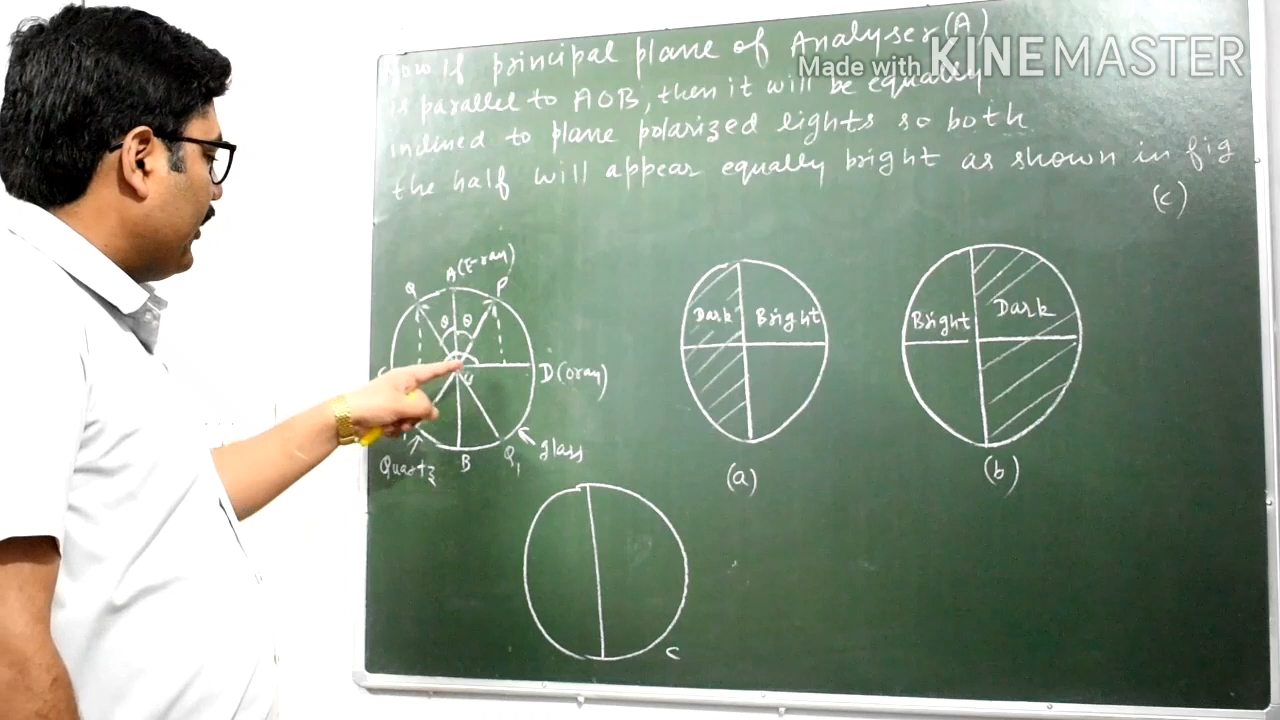 Now if principal plane of Analyser (A)
is parallel to AOB, then it will be equally
inclined to plane polarized lights so both
the half will appear equally bright as shown in fig
(c)
Made with KINEMASTER
A (E-ray)
Q
P
θ θ
D (O ray)
glass
Quartz
B
Q1
Dark
Bright
(a)
Bright
Dark
(b)
C